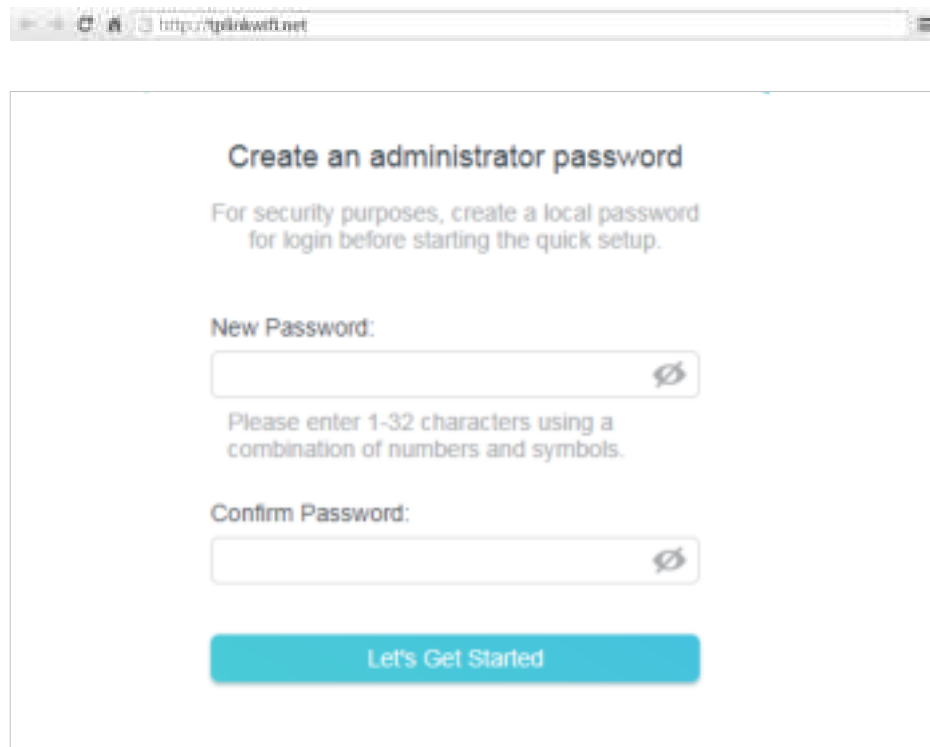 http://tplinkwifi.net
Create an administrator password
For security purposes, create a local password
for login before starting the quick setup.
New Password:
Please enter 1-32 characters using a
combination of numbers and symbols.
Confirm Password:
Let's Get Started